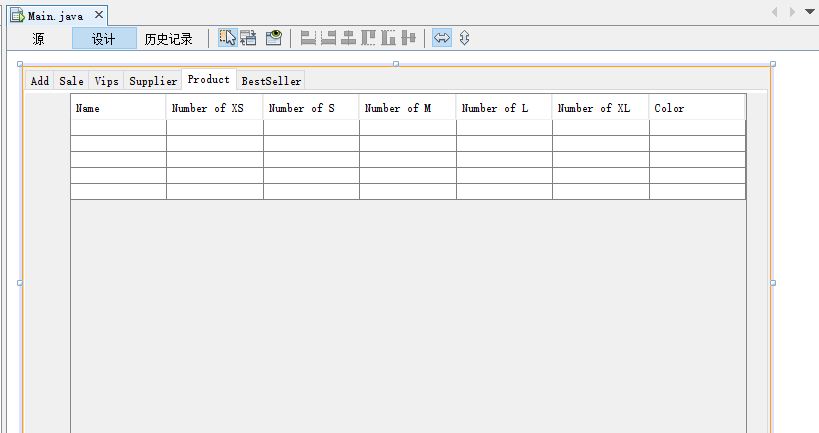 Main.java
源 设计 历史记录
Add Sale Vips Supplier Product BestSeller
Name Number of XS Number of S Number of M Number of L Number of XL Color